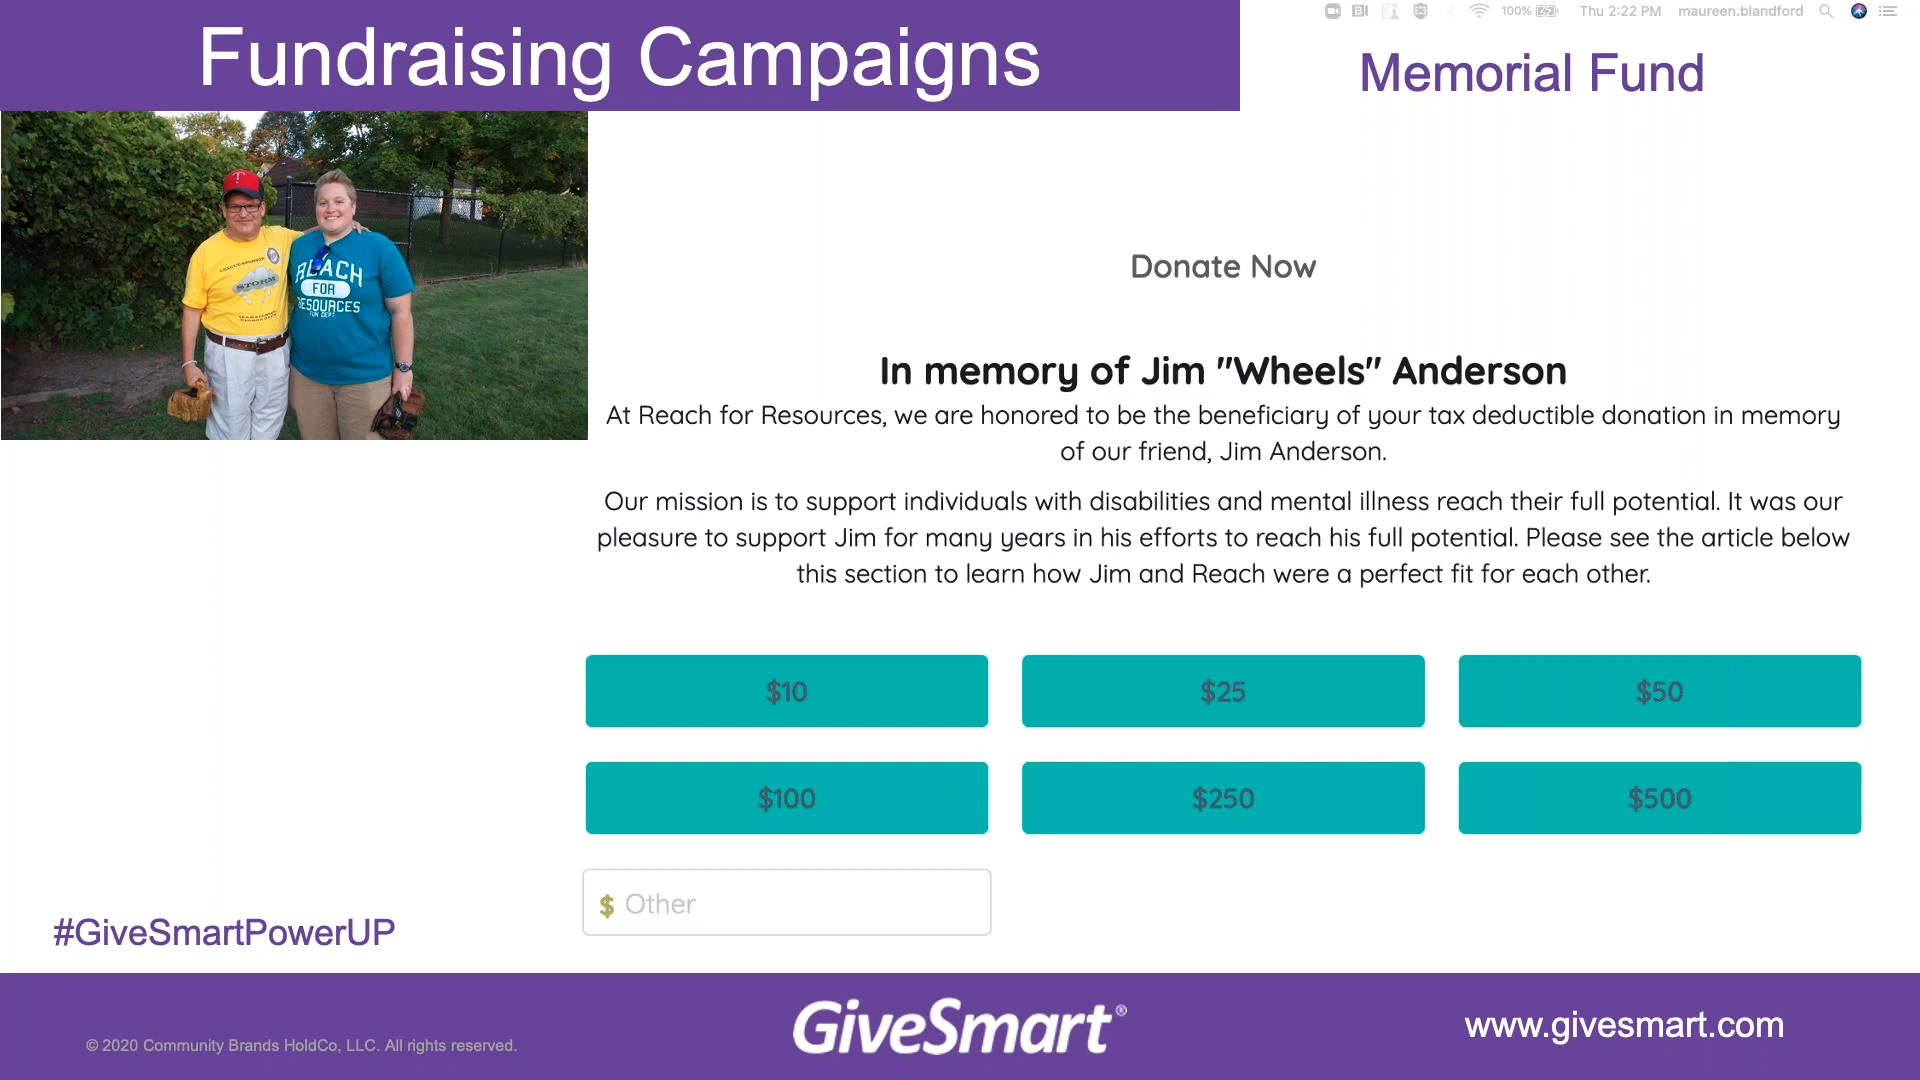 Fundraising Campaigns
100%
Thu 2:22 PM
maureen.blandford
Memorial Fund
T
LEAGUE SPONSOR
STORM
REACH
FOR
RESOURCES
FUN DEPT
Donate Now
In memory of Jim "Wheels" Anderson
At Reach for Resources, we are honored to be the beneficiary of your tax deductible donation in memory
of our friend, Jim Anderson.
Our mission is to support individuals with disabilities and mental illness reach their full potential. It was our
pleasure to support Jim for many years in his efforts to reach his full potential. Please see the article below
this section to learn how Jim and Reach were a perfect fit for each other.
$10
$25
$50
$100
$250
$500
$ Other
#GiveSmartPowerUP
© 2020 Community Brands HoldCo, LLC. All rights reserved.
GiveSmart®
www.givesmart.com